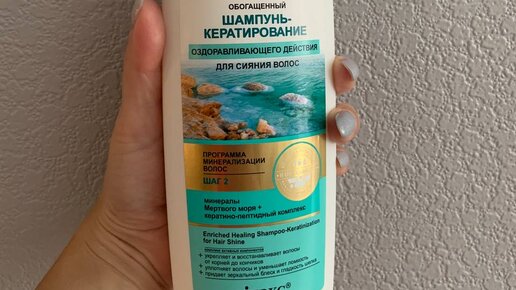 ОБОГАЩЕННЫЙ
ШАМПУНЬ-
КЕРАТИРОВАНИЕ
ОЗДОРАВЛИВАЮЩЕГО ДЕЙСТВИЯ
ДЛЯ СИЯНИЯ ВОЛОС
ПРОГРАММА
МИНЕРАЛИЗАЦИИ
ВОЛОС
ШАГ 2
минералы
Мертвого моря +
кератино-пептидный комплекс
Enriched Healing Shampoo-Keratinization
for Hair Shine
+ укрепляет и восстанавливает волосы
от корней до кончиков
+ уплотняет волосы и уменьшает ломкость
+ придает зеркальный блеск и гладкость шелка